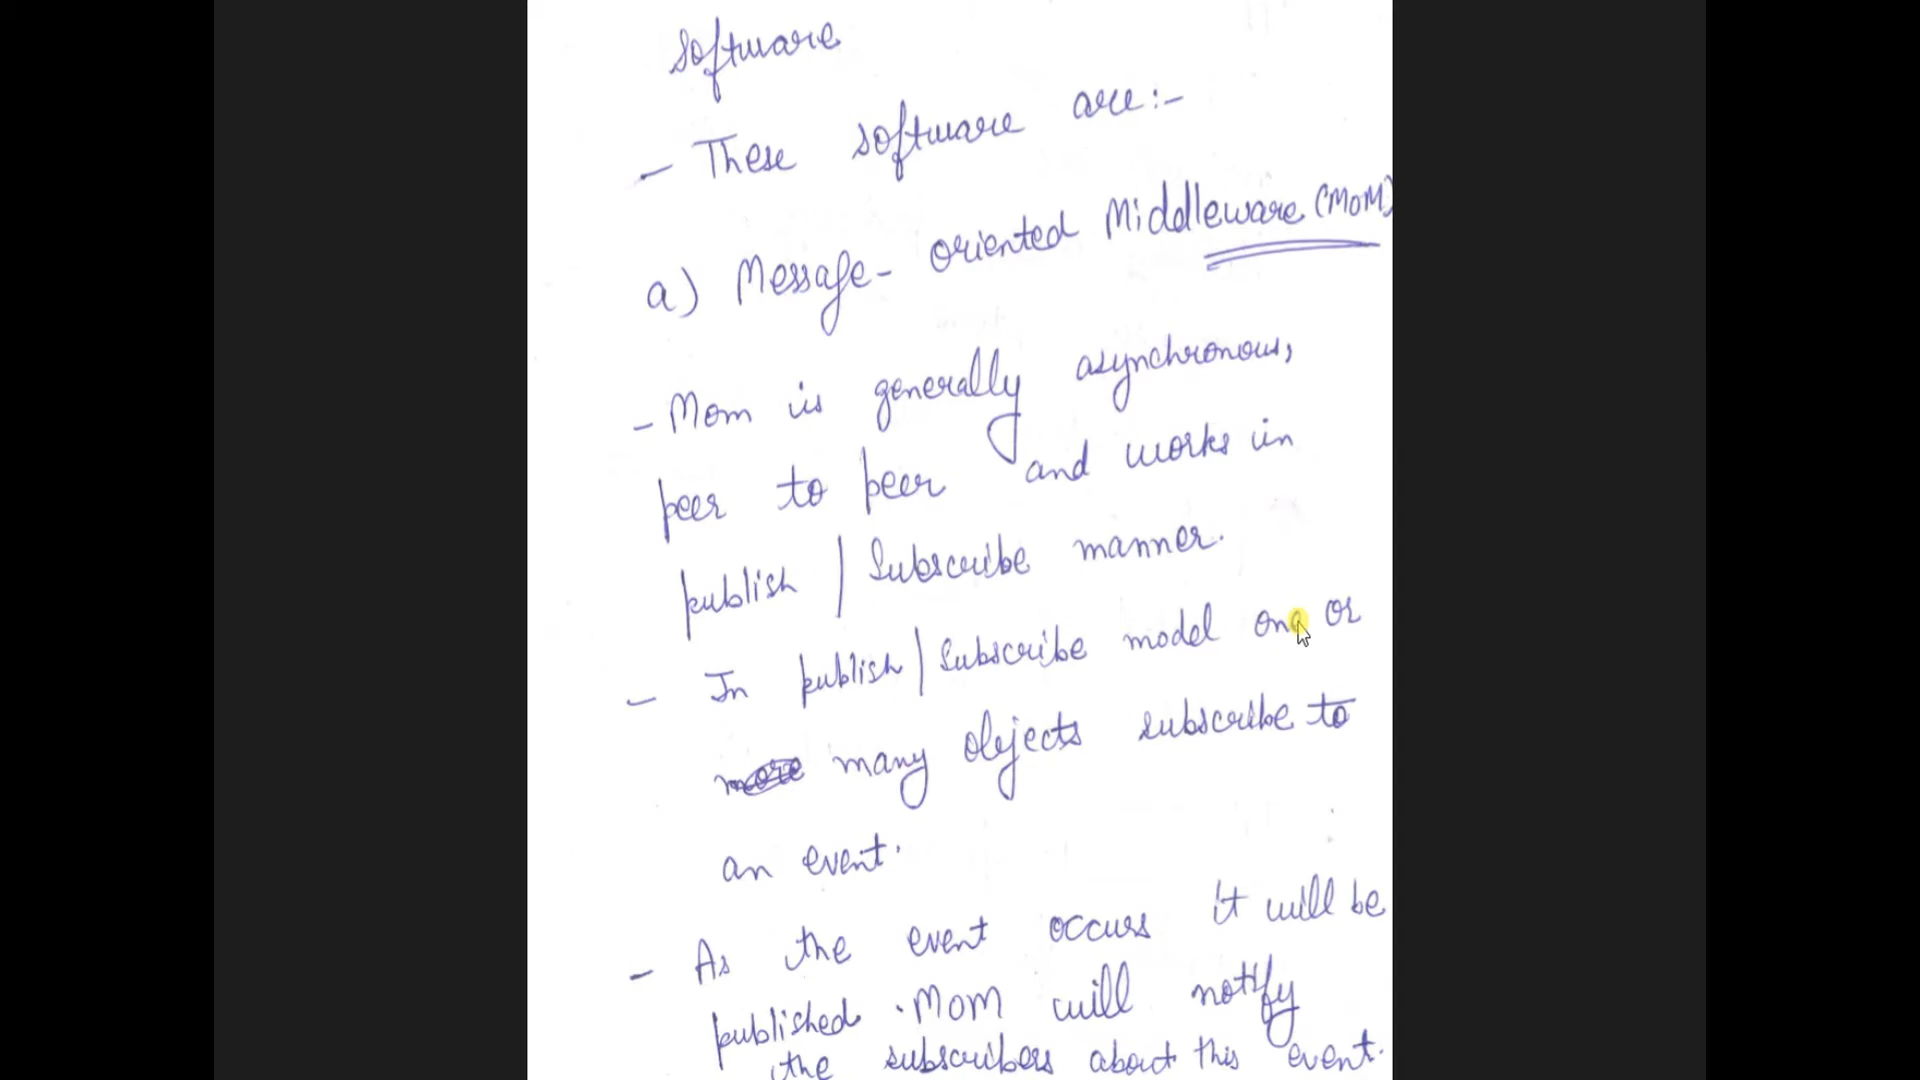 software
- These software are:-
a) Message- oriented Middleware (MOM)
- Mom is generally asynchronous,
peer to peer and works in
publish / Subscribe manner.
- In publish / Subscribe model one or
more many objects subscribe to
an event.
- As the event occurs it will be
published. Mom will notify
the subscribers about this event.